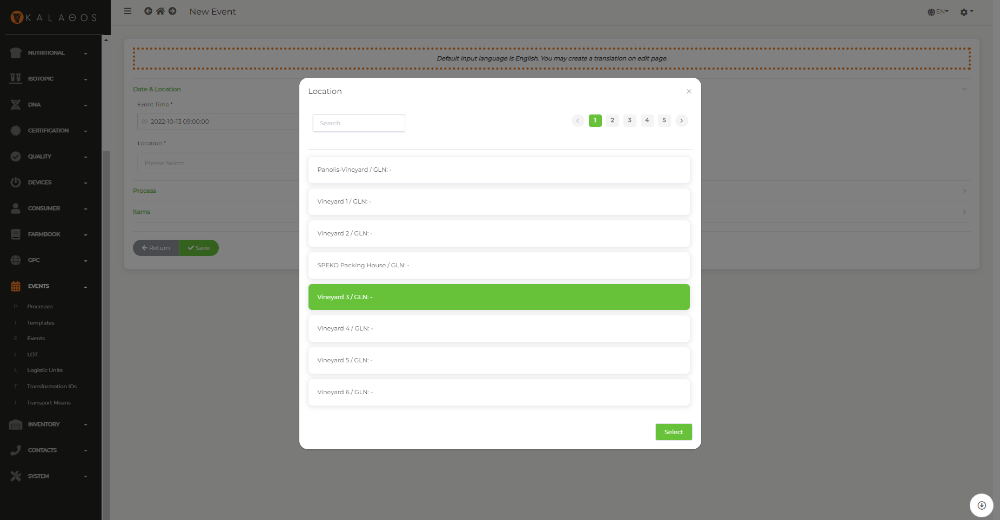 KALAθOS
New Event
EN
NUTRITIONAL
ISOTOPIC
DNA
CERTIFICATION
QUALITY
DEVICES
CONSUMER
FARMBOOK
GPC
EVENTS
P Processes
T Templates
E Events
L LOT
L Logistic Units
T Transformation IDs
T Transport Means
INVENTORY
CONTACTS
SYSTEM
Default input language is English. You may create a translation on edit page.
Date & Location
Event Time *
2022-10-13 09:00:00
Location *
Please Select
Process
Items
Return Save
Location ×
Search
1 2 3 4 5
Panolis-Vineyard / GLN: -
Vineyard 1 / GLN: -
Vineyard 2 / GLN: -
SPEKO Packing House / GLN: -
Vineyard 3 / GLN: -
Vineyard 4 / GLN: -
Vineyard 5 / GLN: -
Vineyard 6 / GLN: -
Select